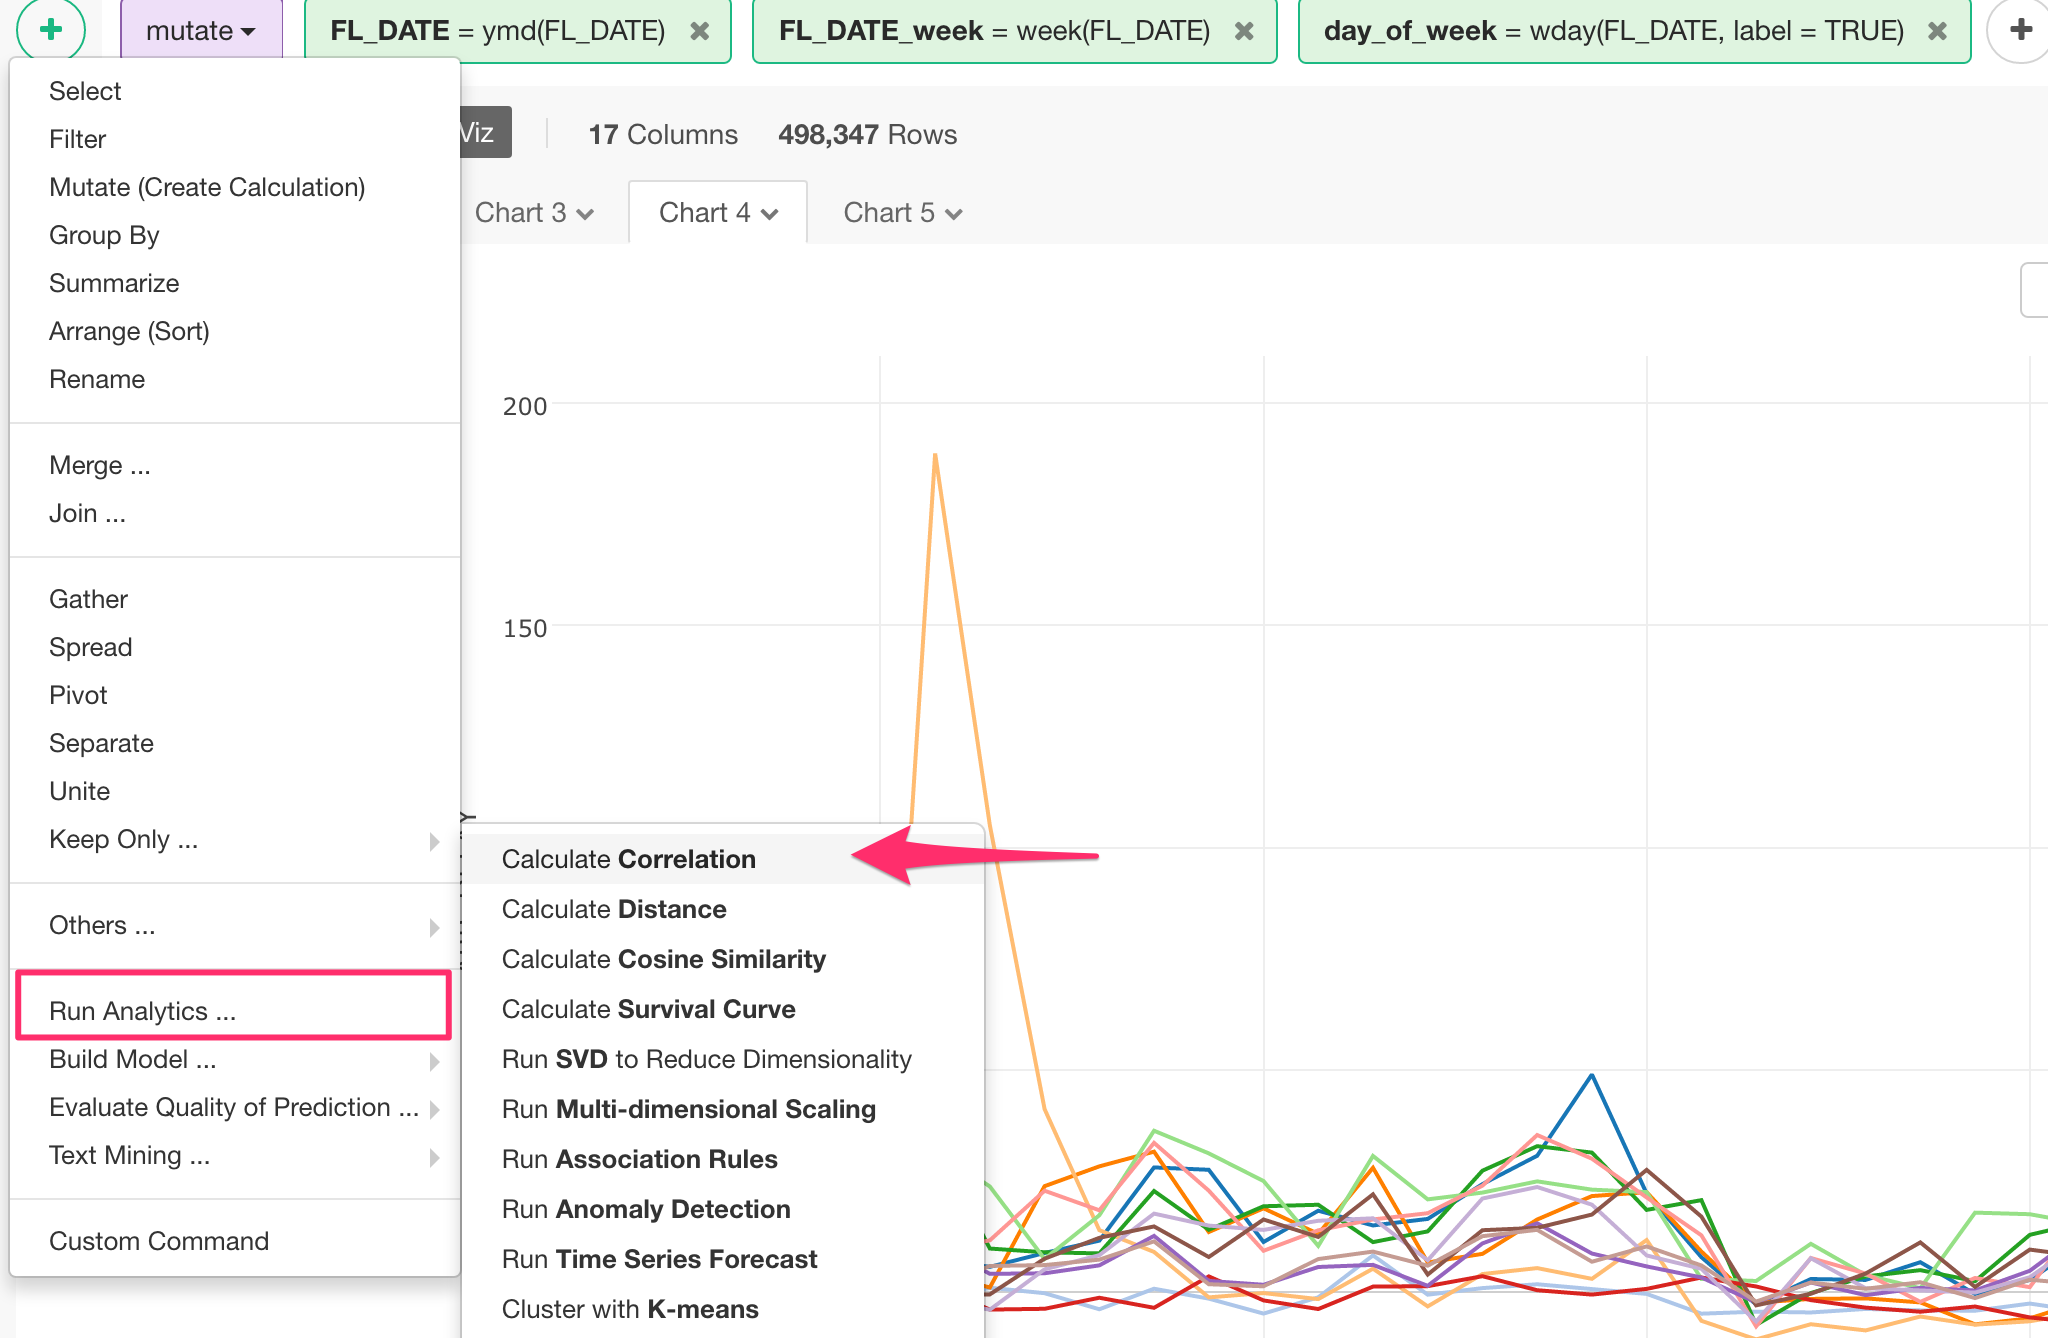 mutate
FL_DATE = ymd(FL_DATE)
FL_DATE_week = week(FL_DATE)
day_of_week = wday(FL_DATE, label = TRUE)
Viz
17 Columns
498,347 Rows
Chart 3
Chart 4
Chart 5
Select
Filter
Mutate (Create Calculation)
Group By
Summarize
Arrange (Sort)
Rename
Merge ...
Join ...
Gather
Spread
Pivot
Separate
Unite
Keep Only ...
Others ...
Run Analytics ...
Build Model ...
Evaluate Quality of Prediction ...
Text Mining ...
Custom Command
200
150
Calculate Correlation
Calculate Distance
Calculate Cosine Similarity
Calculate Survival Curve
Run SVD to Reduce Dimensionality
Run Multi-dimensional Scaling
Run Association Rules
Run Anomaly Detection
Run Time Series Forecast
Cluster with K-means